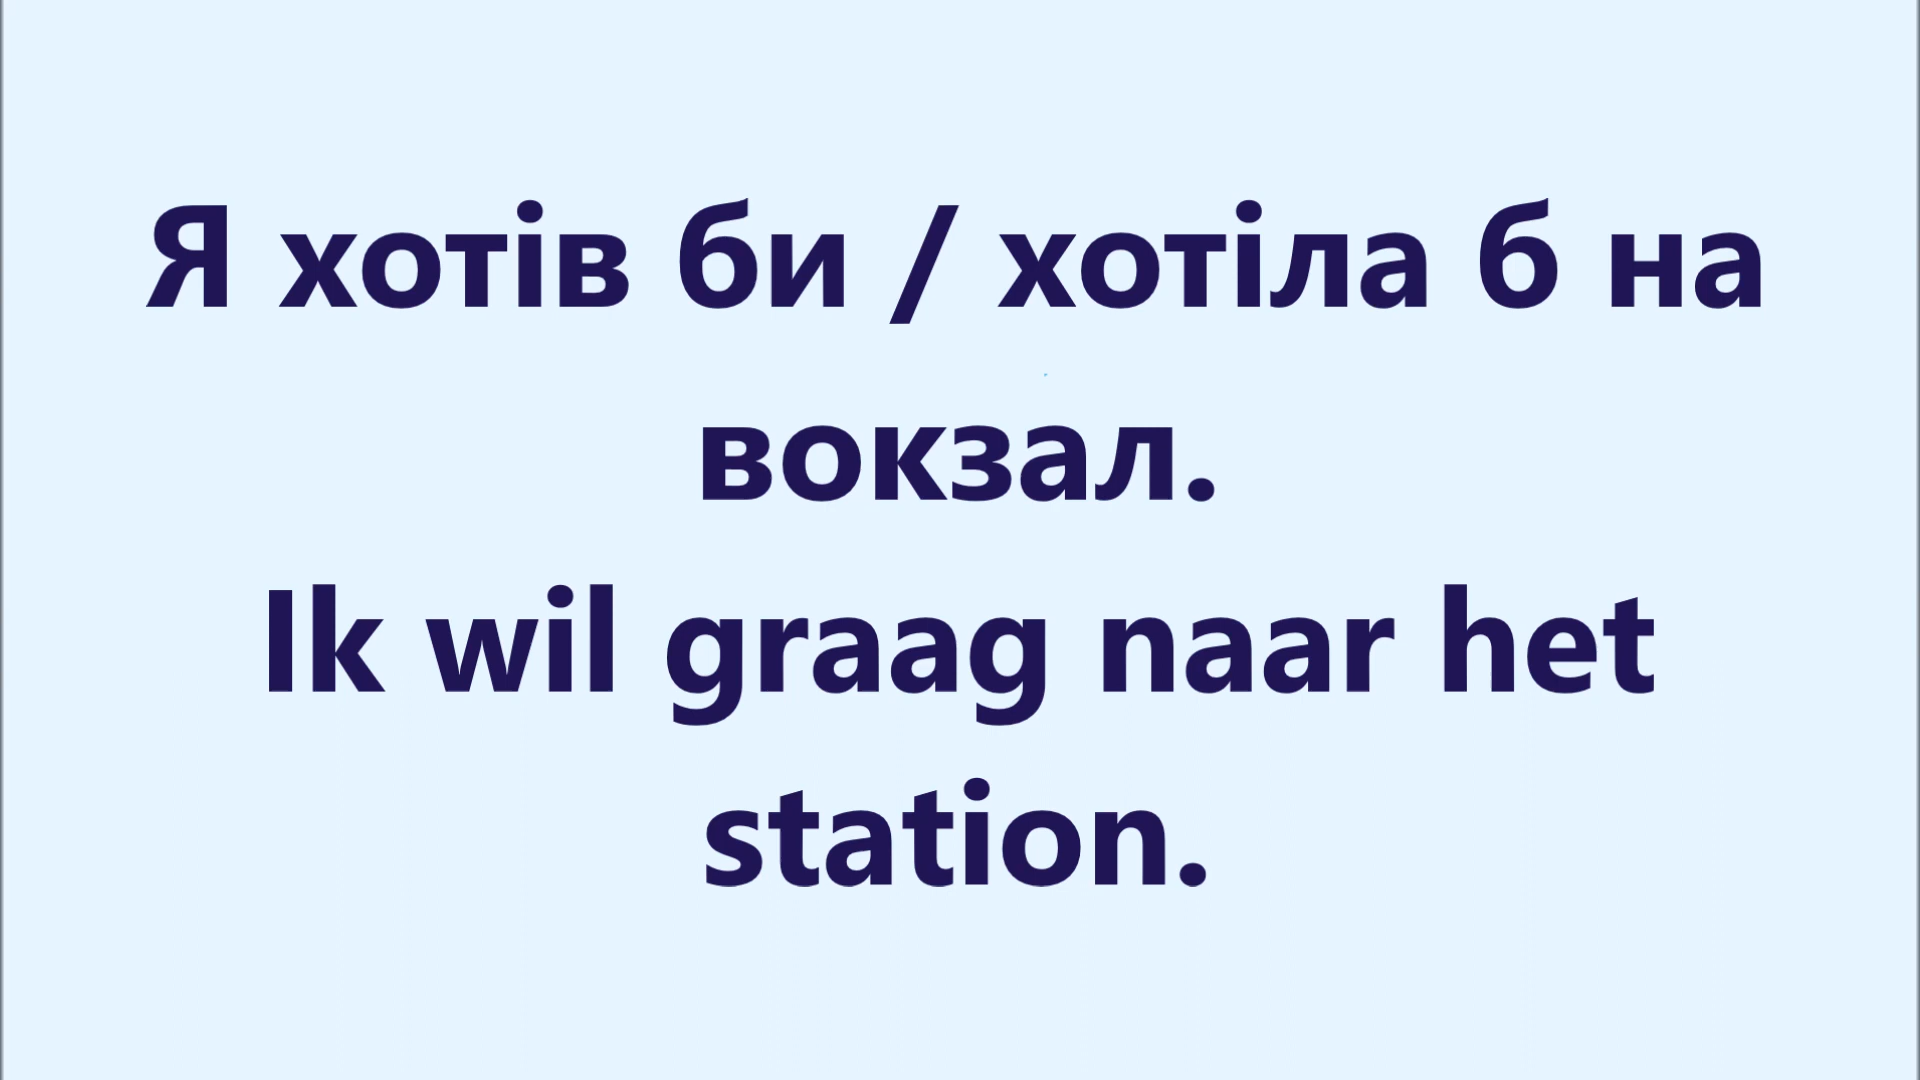 Я хотів би / хотіла б на
вокзал.
Ik wil graag naar het
station.